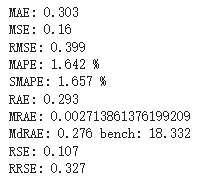 MAE: 0.303
MSE: 0.16
RMSE: 0.399
MAPE: 1.642 %
SMAPE: 1.657 %
RAE: 0.293
MRAE: 0.002713861376199209
MdRAE: 0.276 bench: 18.332
RSE: 0.107
RRSE: 0.327